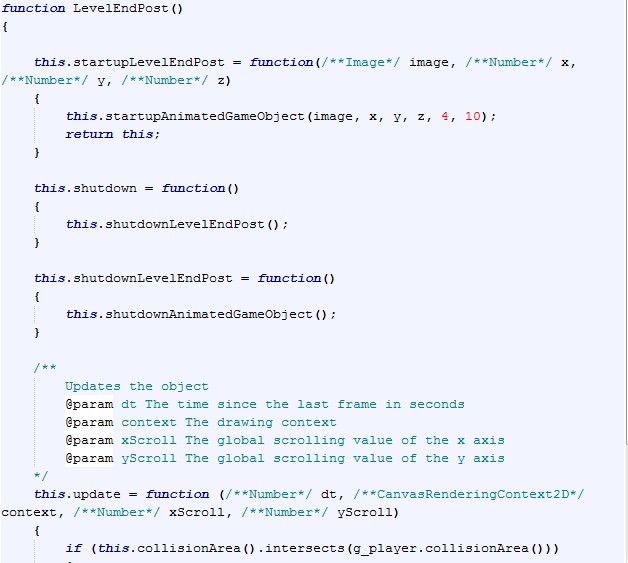 function LevelEndPost()
{
this.startupLevelEndPost = function(/**Image*/ image, /**Number*/ x,
/**Number*/ y, /**Number*/ z)
{
this.startupAnimatedGameObject(image, x, y, z, 4, 10);
return this;
}
this.shutdown = function()
{
this.shutdownLevelEndPost();
}
this.shutdownLevelEndPost = function()
{
this.shutdownAnimatedGameObject();
}
/**
Updates the object
@param dt The time since the last frame in seconds
@param context The drawing context
@param xScroll The global scrolling value of the x axis
@param yScroll The global scrolling value of the y axis
*/
this.update = function (/**Number*/ dt, /**CanvasRenderingContext2D*/
context, /**Number*/ xScroll, /**Number*/ yScroll)
{
if (this.collisionArea().intersects(g_player.collisionArea()))